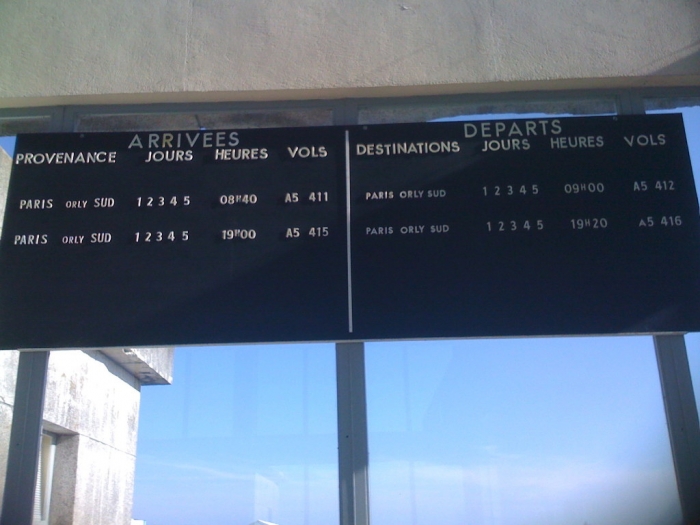 ARRIVEES
PROVENANCE JOURS HEURES VOLS
PARIS ORLY SUD 1 2 3 4 5 08H40 A5 411
PARIS ORLY SUD 1 2 3 4 5 19H00 A5 415
DEPARTS
DESTINATIONS JOURS HEURES VOLS
PARIS ORLY SUD 1 2 3 4 5 09H00 A5 412
PARIS ORLY SUD 1 2 3 4 5 19H20 A5 416